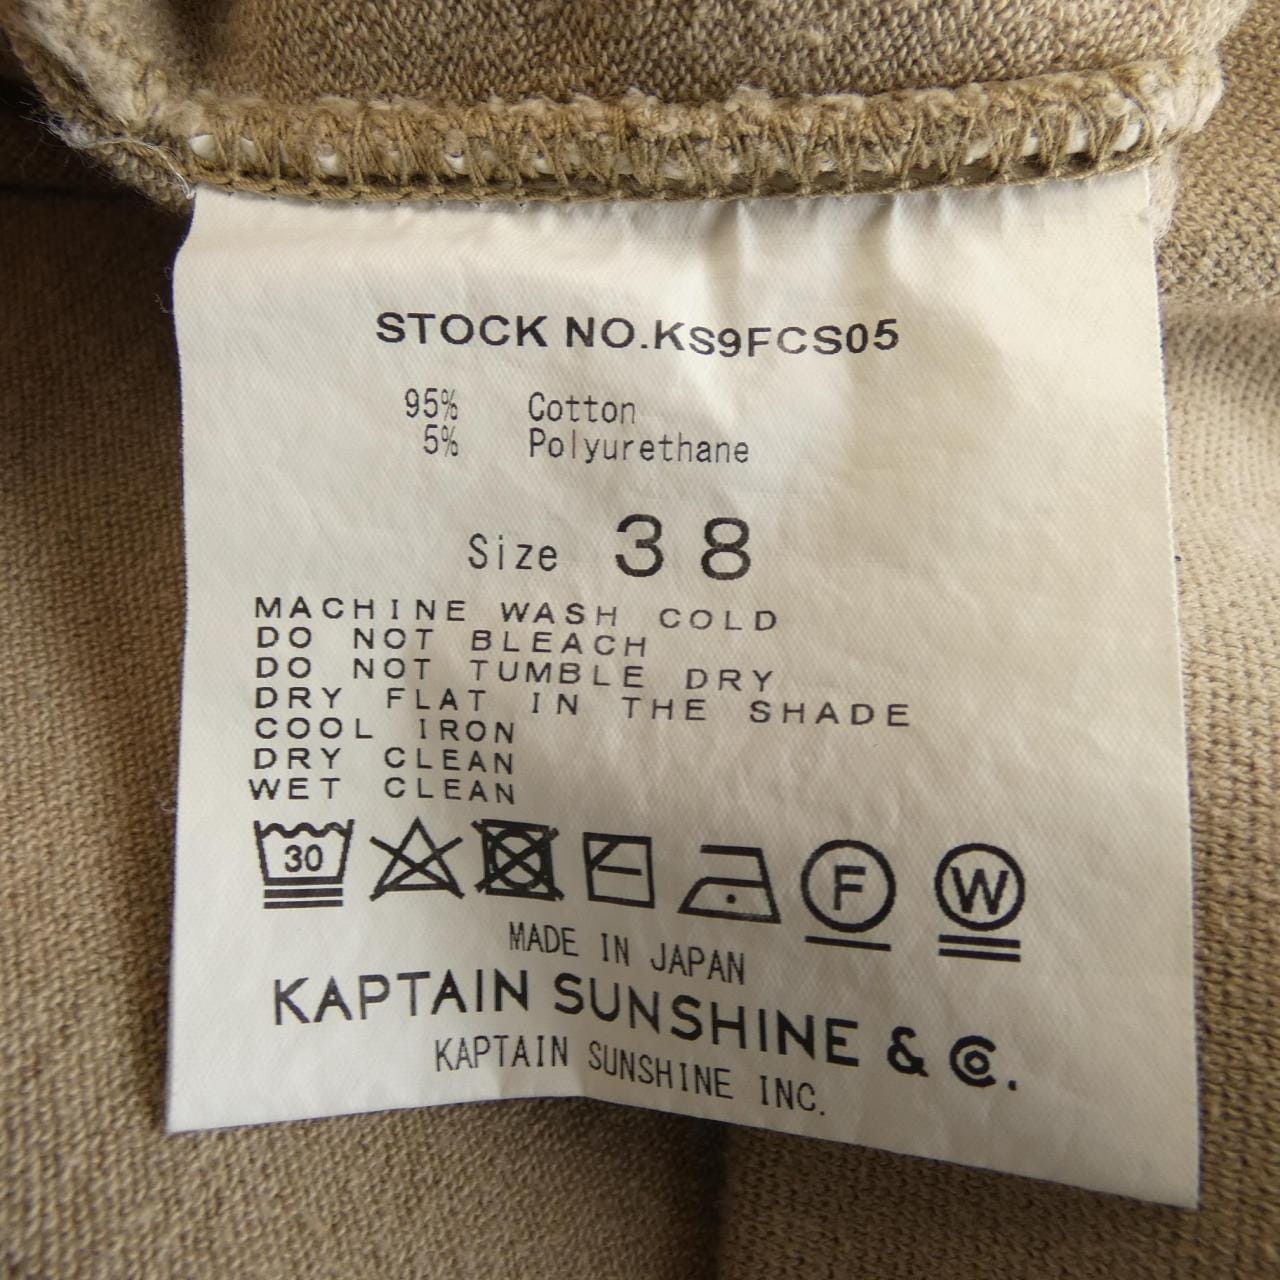 STOCK NO.KS9FCS05
95% Cotton
5% Polyurethane
Size 38
MACHINE WASH COLD
DO NOT BLEACH
DO NOT TUMBLE DRY
DRY FLAT IN THE SHADE
COOL IRON
DRY CLEAN
WET CLEAN
30 F W
MADE IN JAPAN
KAPTAIN SUNSHINE & Co.
KAPTAIN SUNSHINE INC.